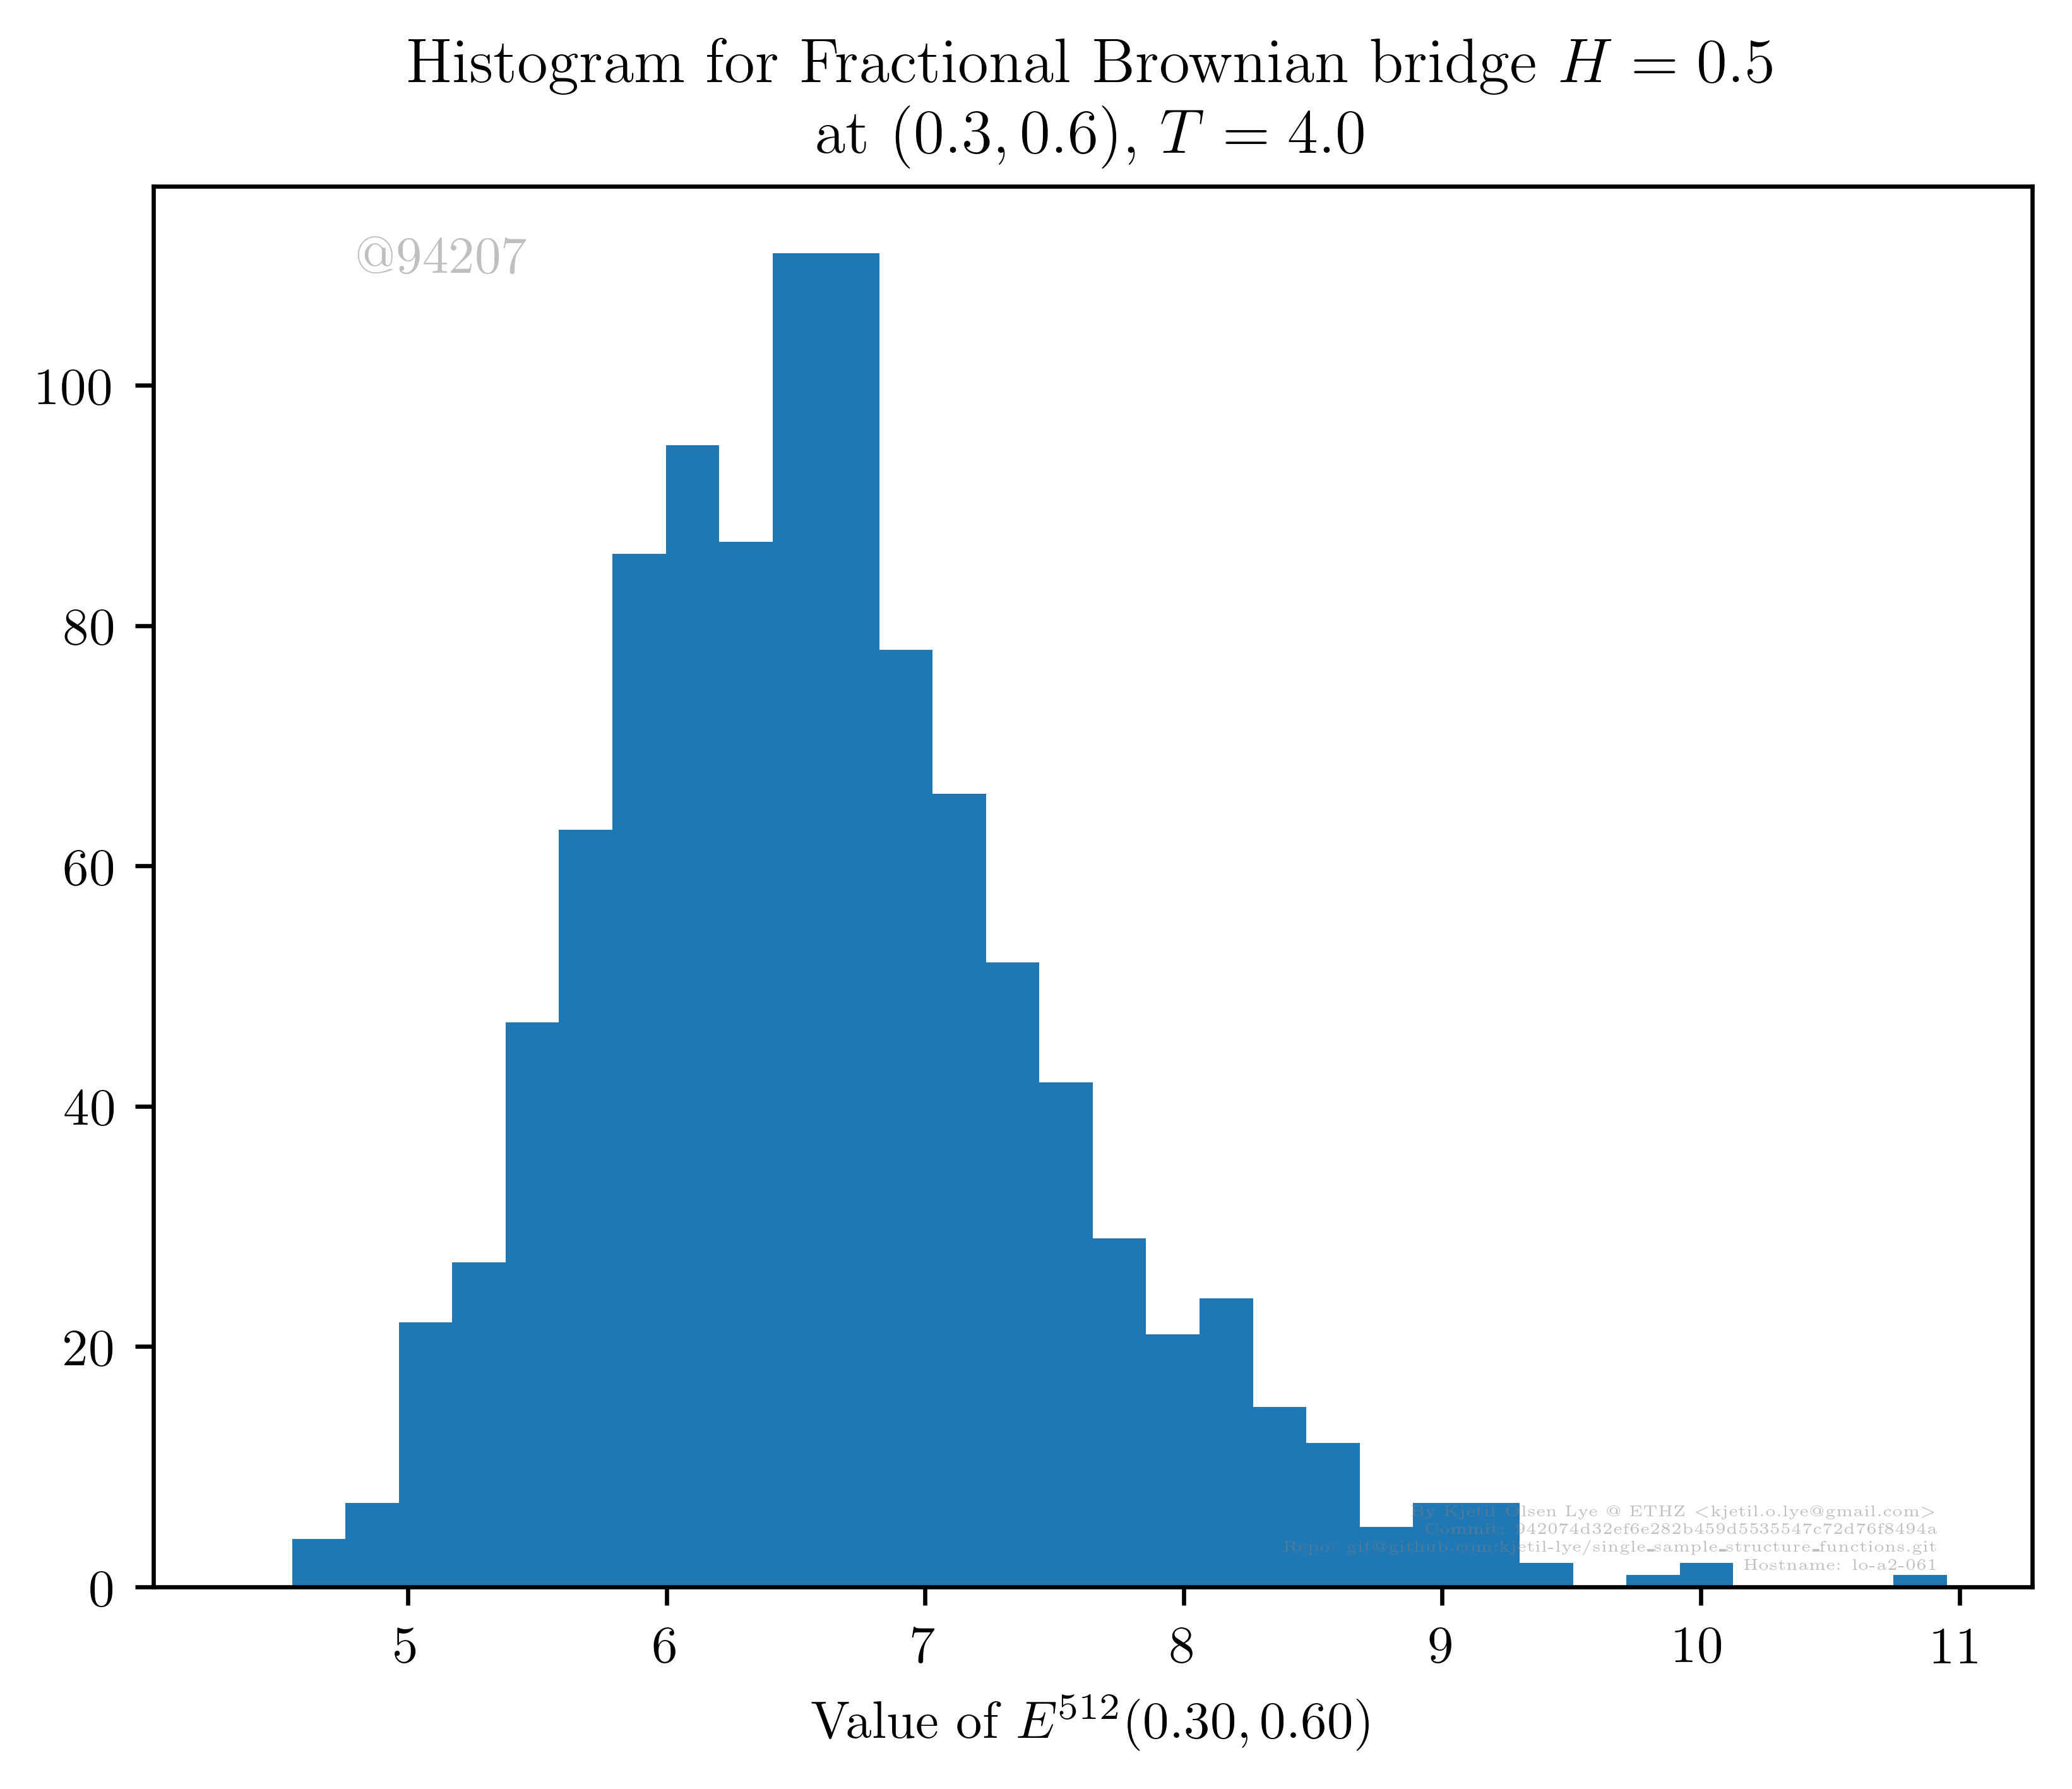 Histogram for Fractional Brownian bridge H = 0.5
at (0.3, 0.6), T = 4.0
@94207
100
80
60
40
20
0
By Kjetil Olsen Lye @ ETHZ <kjetil.o.lye@gmail.com>
Commit: 942074d32ef6e282b459d5535547c72d76f8494a
Repo: git@github.com:kjetil-lye/single_sample_structure_functions.git
Hostname: lo-a2-061
5 6 7 8 9 10 11
Value of E^512(0.30, 0.60)